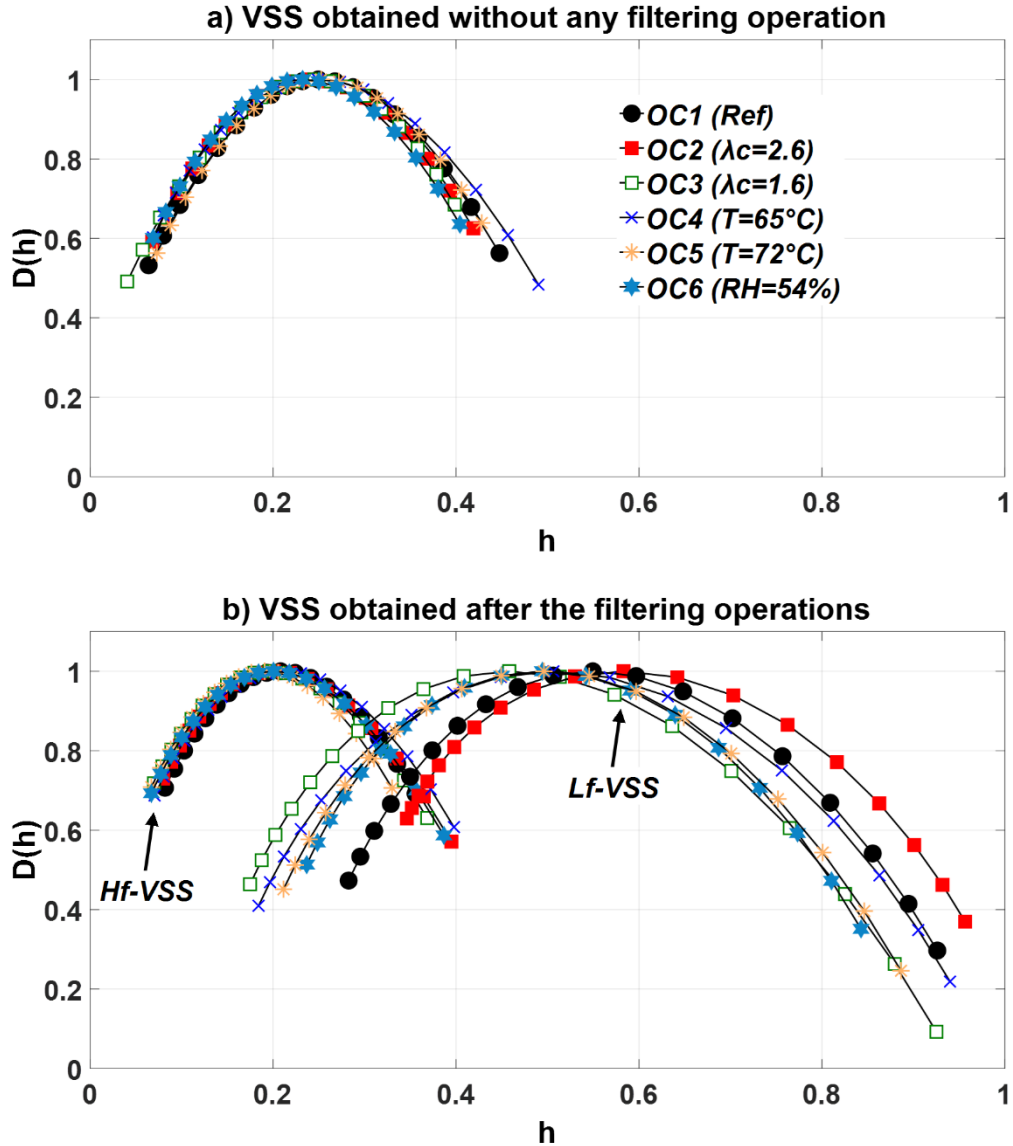 a) VSS obtained without any filtering operation
1
0.8
0.6
0.4
0.2
0
D(h)
OC1 (Ref)
OC2 (λc=2.6)
OC3 (λc=1.6)
OC4 (T=65°C)
OC5 (T=72°C)
OC6 (RH=54%)
0 0.2 0.4 0.6 0.8 1
h
b) VSS obtained after the filtering operations
1
0.8
0.6
0.4
0.2
0
D(h)
Hf-VSS
Lf-VSS
0 0.2 0.4 0.6 0.8 1
h